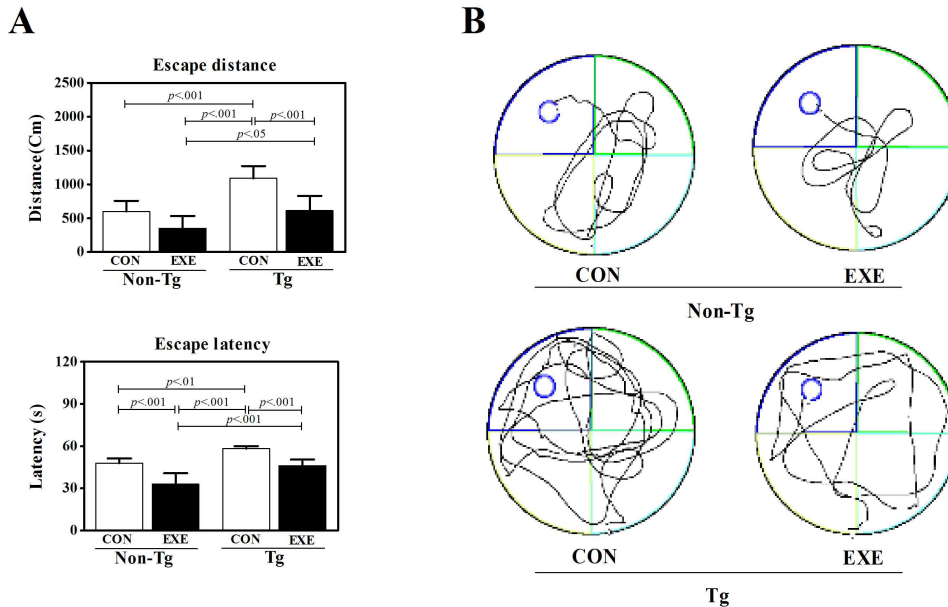 A
B
Escape distance
2500
2000
1500
1000
500
0
Distance(Cm)
p<.001
p<.001
p<.001
p<.05
CON
EXE
CON
EXE
Non-Tg
Tg
Escape latency
120
90
60
30
0
Latency (s)
p<.01
p<.001
p<.001
p<.001
p<.001
CON
EXE
CON
EXE
Non-Tg
Tg
CON
EXE
Non-Tg
CON
EXE
Tg